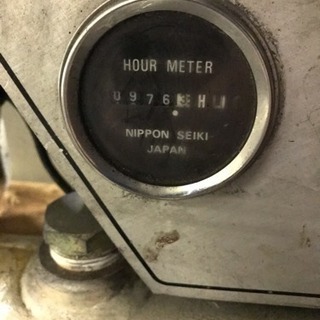 HOUR METER
0976
NIPPON SEIKI
JAPAN